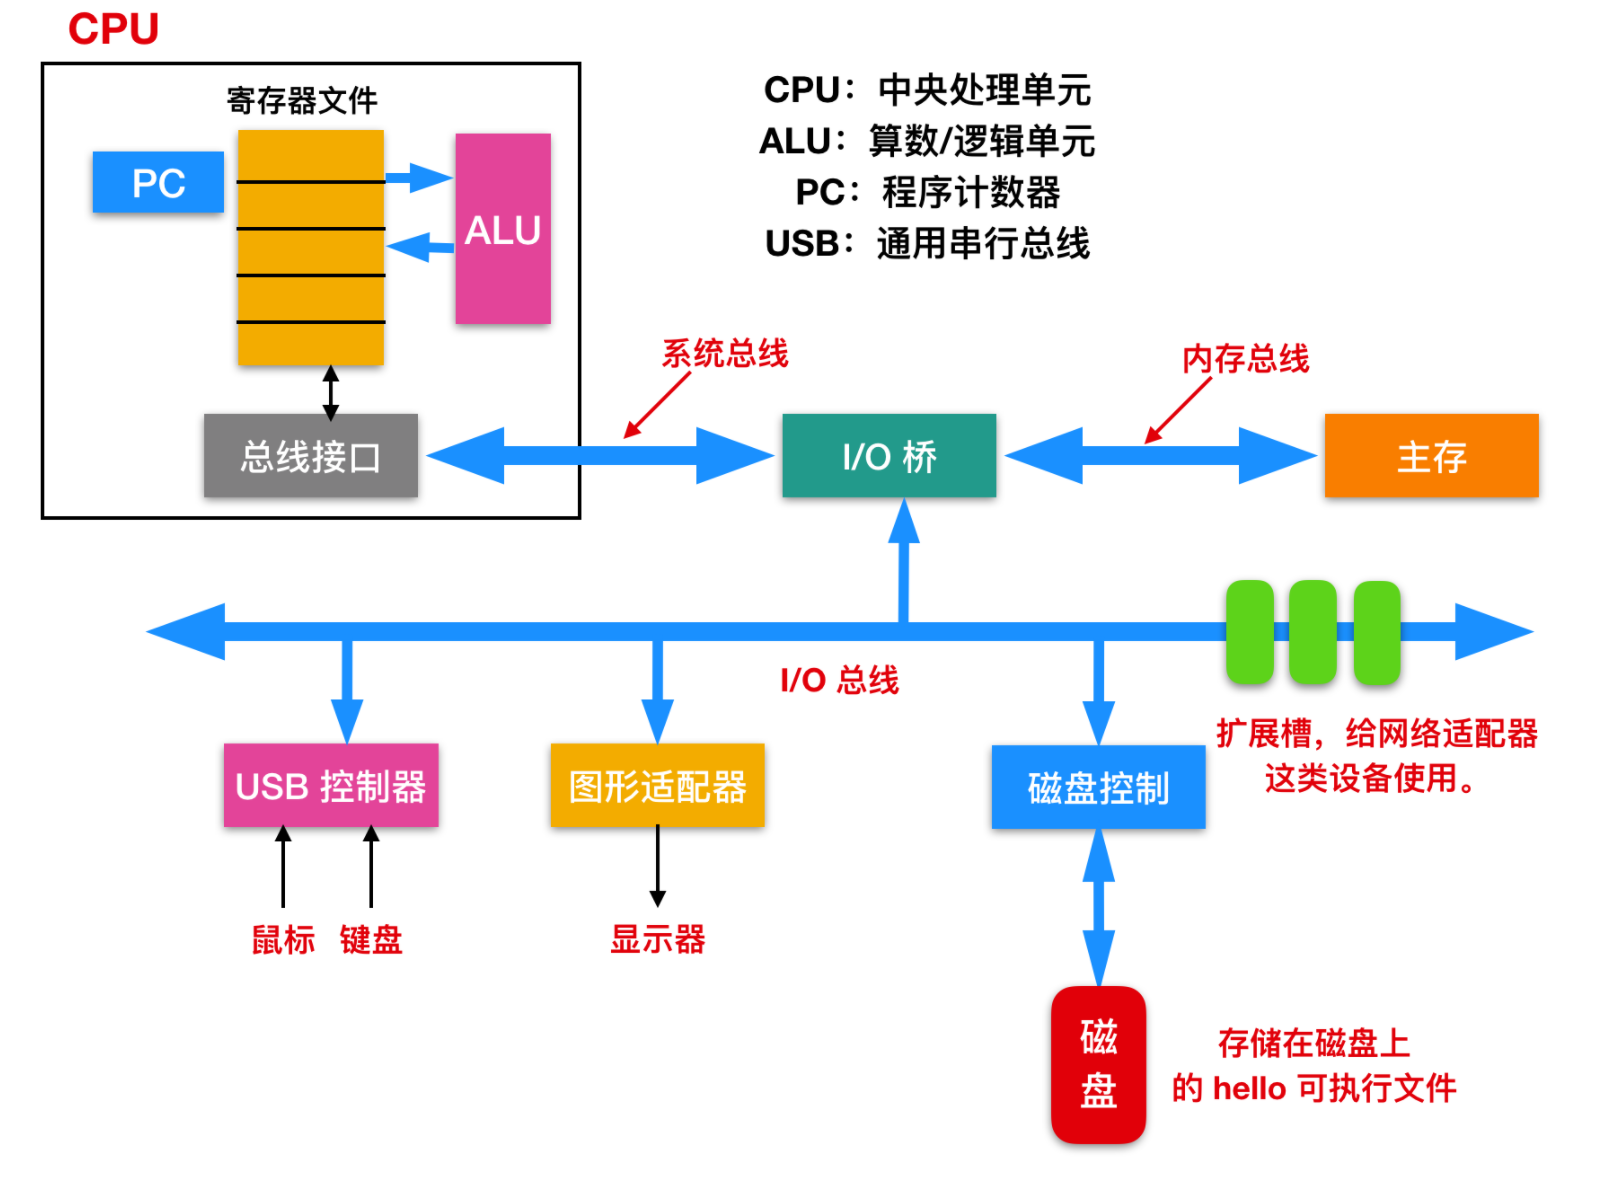 CPU
寄存器文件
PC
ALU
总线接口
CPU：中央处理单元
ALU：算数/逻辑单元
PC：程序计数器
USB：通用串行总线
系统总线
内存总线
I/O 桥
主存
I/O 总线
扩展槽，给网络适配器
这类设备使用。
USB 控制器
图形适配器
磁盘控制
鼠标
键盘
显示器
磁
盘
存储在磁盘上
的 hello 可执行文件